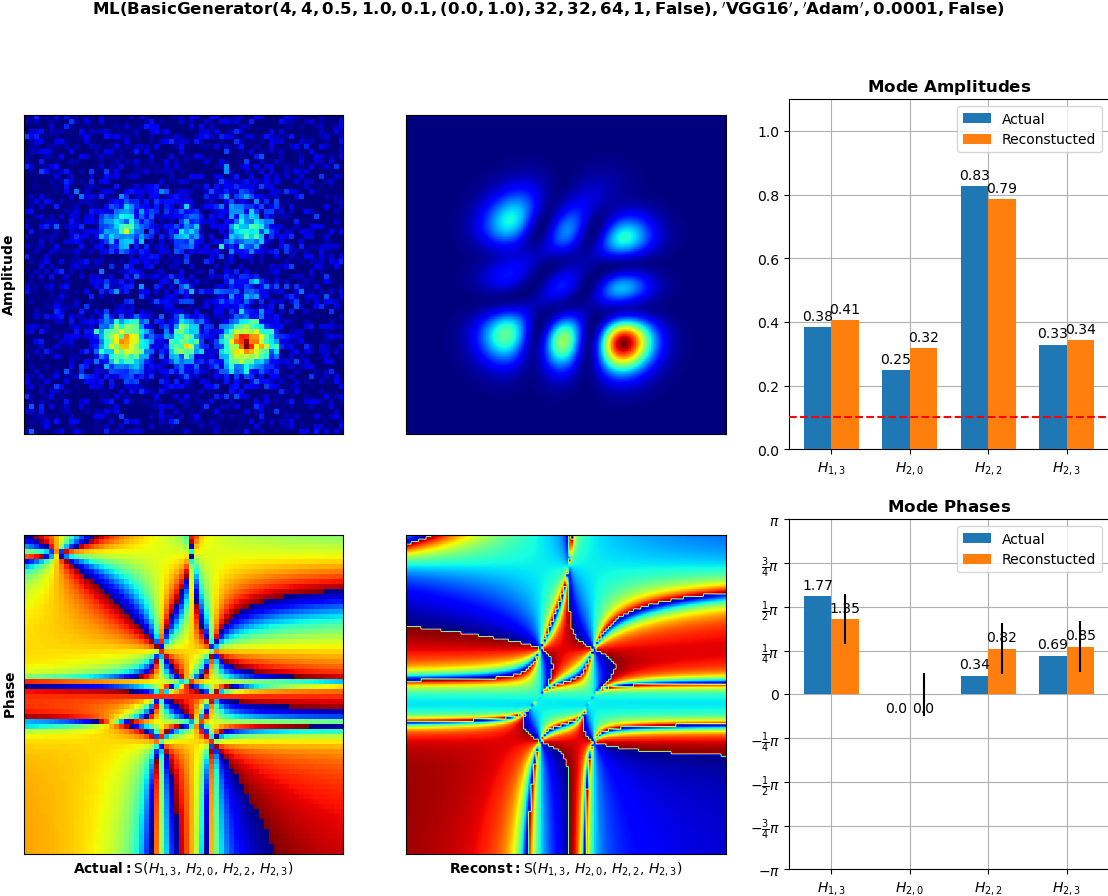 ML(BasicGenerator(4, 4, 0.5, 1.0, 0.1, (0.0, 1.0), 32, 32, 64, 1, False), ′VGG16′, ′Adam′, 0.0001, False)
Amplitude
Mode Amplitudes
Actual
Reconstucted
1.0
0.8
0.6
0.4
0.2
0.0
0.38
0.41
0.25
0.32
0.83
0.79
0.33
0.34
H1,3
H2,0
H2,2
H2,3
Phase
Actual: S(H1,3, H2,0, H2,2, H2,3)
Reconst: S(H1,3, H2,0, H2,2, H2,3)
Mode Phases
Actual
Reconstucted
π
3/4π
1/2π
1/4π
0
−1/4π
−1/2π
−3/4π
−π
1.77
1.35
0.0
0.0
0.34
0.82
0.69
0.85
H1,3
H2,0
H2,2
H2,3